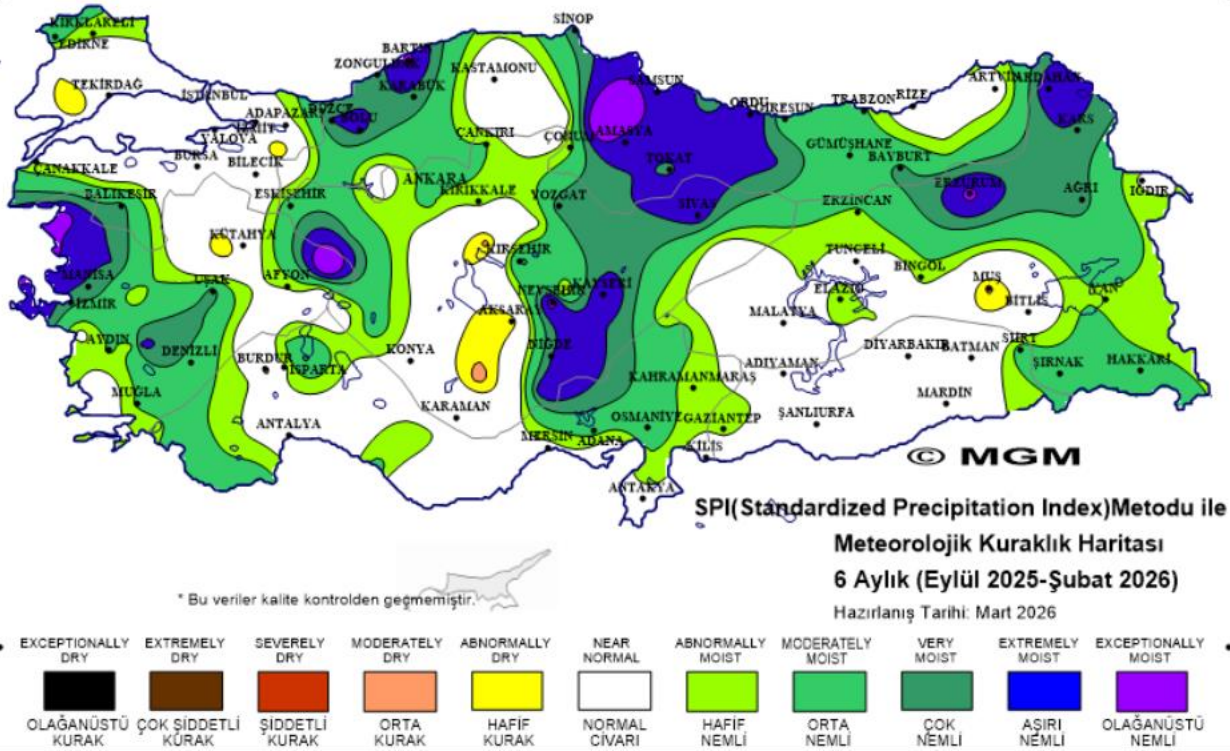 SİNOP
KIRKLARELİ
EDİRNE
BARTIN
ZONGULDAK
KASTAMONU
TEKİRDAĞ
İSTANBUL
KARABÜK
SAMSUN
ARTVİN
ARDAHAN
ADAPAZARI
DÜZCE
BOLU
ORDU
GİRESUN
TRABZON
RİZE
İZMİT
YALOVA
ÇANKIRI
ÇORUM
AMASYA
KARS
ÇANAKKALE
BURSA
BİLECİK
TOKAT
GÜMÜŞHANE
BAYBURT
ANKARA
KIRIKKALE
BALIKESİR
ESKİŞEHİR
YOZGAT
SİVAS
ERZİNCAN
ERZURUM
AĞRI
IĞDIR
KÜTAHYA
KIRŞEHİR
TUNCELİ
BİNGÖL
MUŞ
MANİSA
UŞAK
AFYON
NEVŞEHİR
KAYSERİ
ELAZIĞ
BİTLİS
VAN
İZMİR
AKSARAY
MALATYA
AYDIN
DENİZLİ
BURDUR
ISPARTA
KONYA
NİĞDE
ADIYAMAN
DİYARBAKIR
BATMAN
SİİRT
ŞIRNAK
HAKKARİ
MUĞLA
KAHRAMANMARAŞ
MARDİN
ANTALYA
KARAMAN
OSMANİYE
GAZİANTEP
ŞANLIURFA
MERSİN
ADANA
KİLİS
ANTAKYA
© MGM
SPI(Standardized Precipitation Index)Metodu ile
Meteorolojik Kuraklık Haritası
6 Aylık (Eylül 2025-Şubat 2026)
Hazırlanış Tarihi: Mart 2026
* Bu veriler kalite kontrolden geçmemiştir.
EXCEPTIONALLY DRY
EXTREMELY DRY
SEVERELY DRY
MODERATELY DRY
ABNORMALLY DRY
NEAR NORMAL
ABNORMALLY MOIST
MODERATELY MOIST
VERY MOIST
EXTREMELY MOIST
EXCEPTIONALLY MOIST
OLAĞANÜSTÜ KURAK
ÇOK ŞİDDETLİ KURAK
ŞİDDETLİ KURAK
ORTA KURAK
HAFİF KURAK
NORMAL CİVARI
HAFİF NEMLİ
ORTA NEMLİ
ÇOK NEMLİ
AŞIRI NEMLİ
OLAĞANÜSTÜ NEMLİ